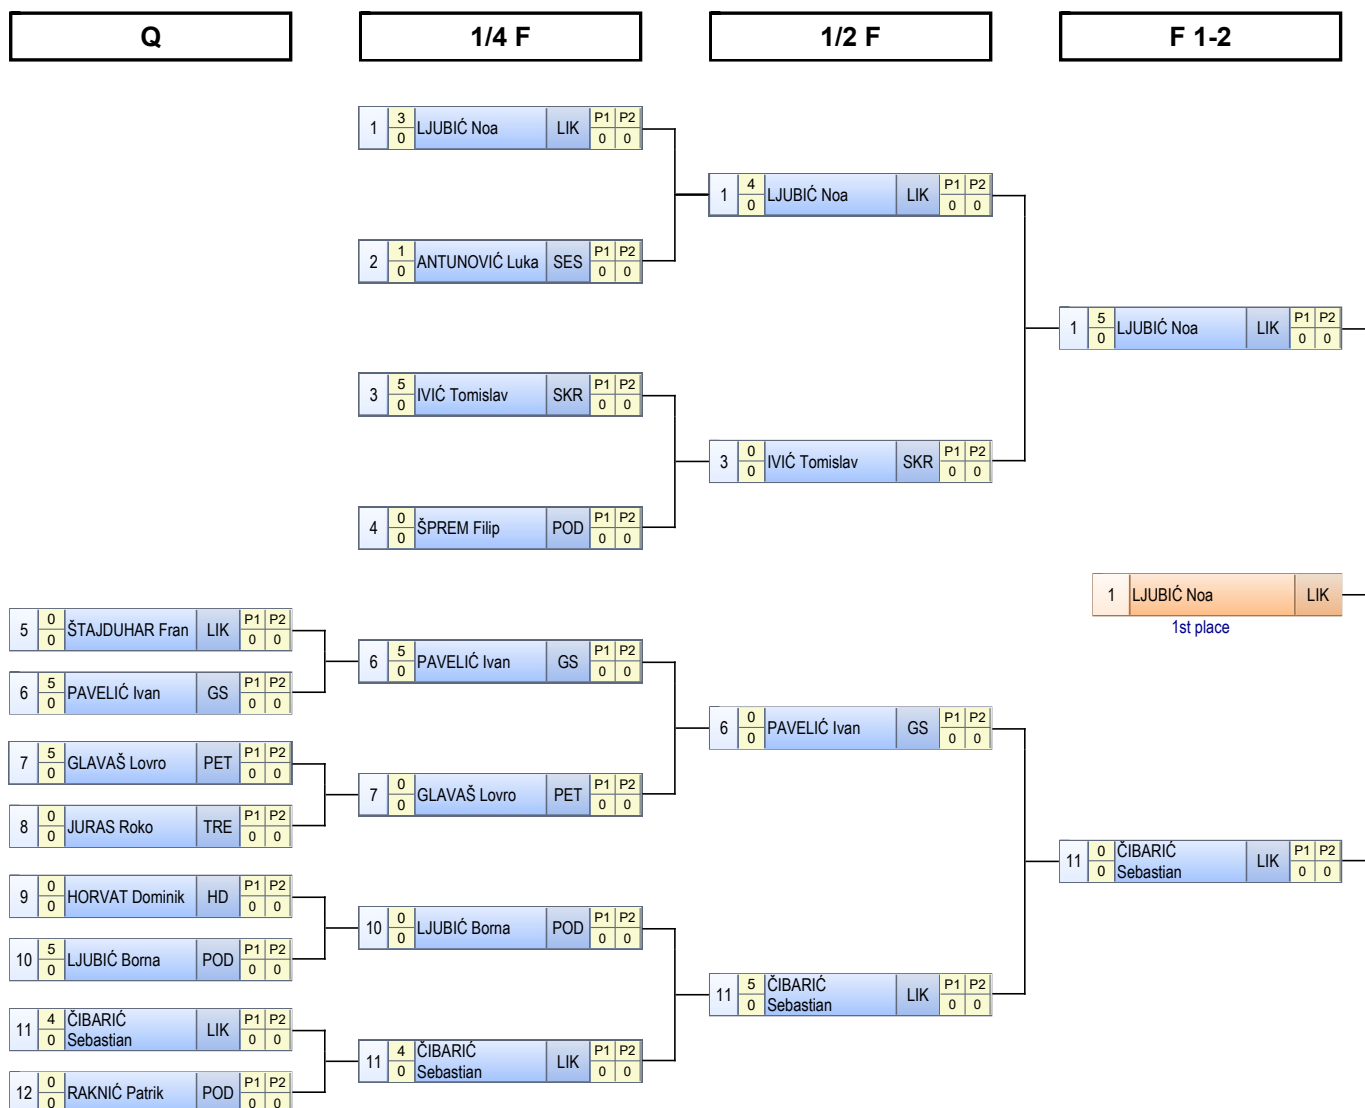 Q
1/4 F
1/2 F
F 1-2
1 3 0 LJUBIĆ Noa LIK P1 P2 0 0
1 4 0 LJUBIĆ Noa LIK P1 P2 0 0
2 1 0 ANTUNOVIĆ Luka SES P1 P2 0 0
1 5 0 LJUBIĆ Noa LIK P1 P2 0 0
3 5 0 IVIĆ Tomislav SKR P1 P2 0 0
3 0 0 IVIĆ Tomislav SKR P1 P2 0 0
4 0 0 ŠPREM Filip POD P1 P2 0 0
1 LJUBIĆ Noa LIK
1st place
5 0 0 ŠTAJDUHAR Fran LIK P1 P2 0 0
6 5 0 PAVELIĆ Ivan GS P1 P2 0 0
6 5 0 PAVELIĆ Ivan GS P1 P2 0 0
6 0 0 PAVELIĆ Ivan GS P1 P2 0 0
7 5 0 GLAVAŠ Lovro PET P1 P2 0 0
7 0 0 GLAVAŠ Lovro PET P1 P2 0 0
8 0 0 JURAS Roko TRE P1 P2 0 0
11 0 0 ČIBARIĆ
Sebastian LIK P1 P2 0 0
9 0 0 HORVAT Dominik HD P1 P2 0 0
10 0 0 LJUBIĆ Borna POD P1 P2 0 0
10 5 0 LJUBIĆ Borna POD P1 P2 0 0
11 5 0 ČIBARIĆ
Sebastian LIK P1 P2 0 0
11 4 0 ČIBARIĆ
Sebastian LIK P1 P2 0 0
11 4 0 ČIBARIĆ
Sebastian LIK P1 P2 0 0
12 0 0 RAKNIĆ Patrik POD P1 P2 0 0